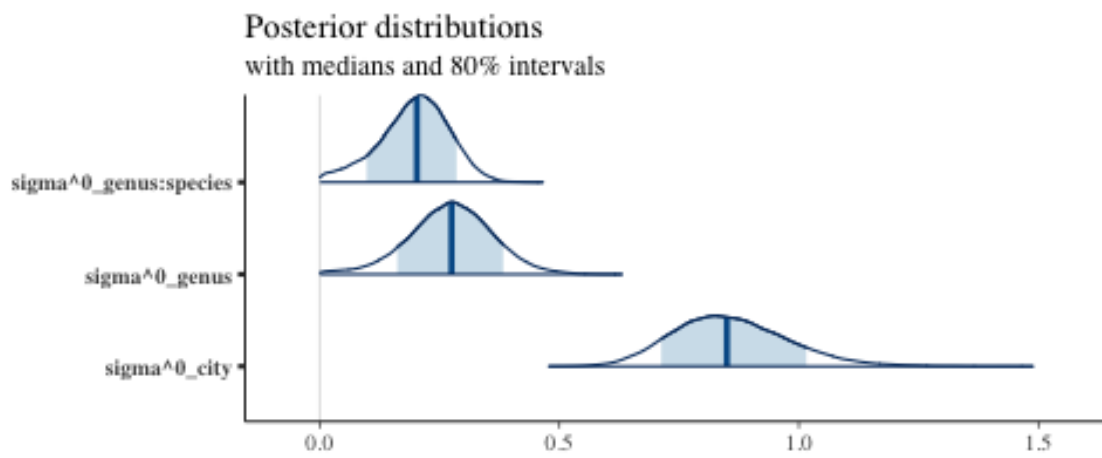 Posterior distributions
with medians and 80% intervals
sigma^0_genus:species
sigma^0_genus
sigma^0_city
0.0 0.5 1.0 1.5